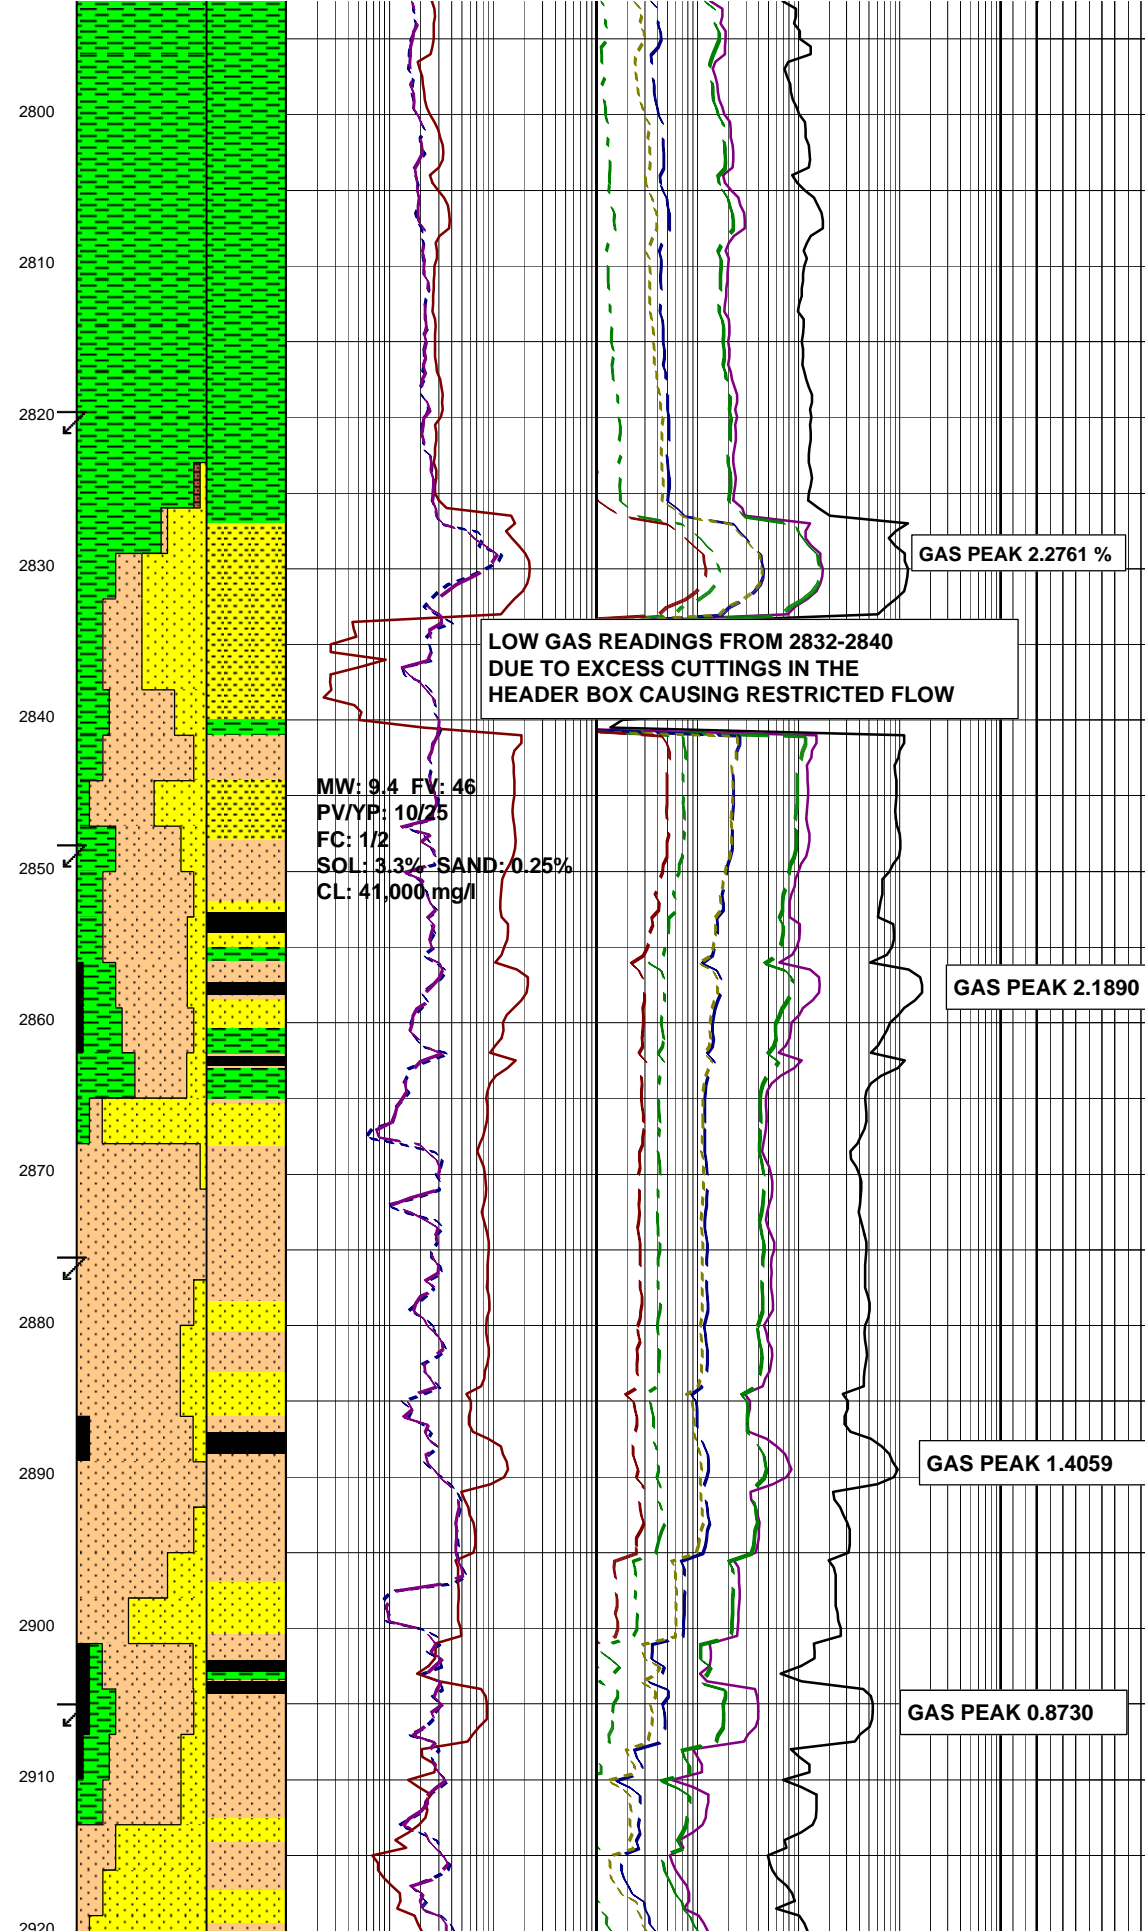 2800
2810
2820
2830
GAS PEAK 2.2761 %
LOW GAS READINGS FROM 2832-2840
DUE TO EXCESS CUTTINGS IN THE
HEADER BOX CAUSING RESTRICTED FLOW
2840
MW: 9.4 FV: 46
PV/YP: 10/25
FC: 1/2
SOL: 3.3% SAND: 0.25%
CL: 41,000 mg/l
2850
GAS PEAK 2.1890
2860
2870
2880
2890
GAS PEAK 1.4059
2900
GAS PEAK 0.8730
2910
2920